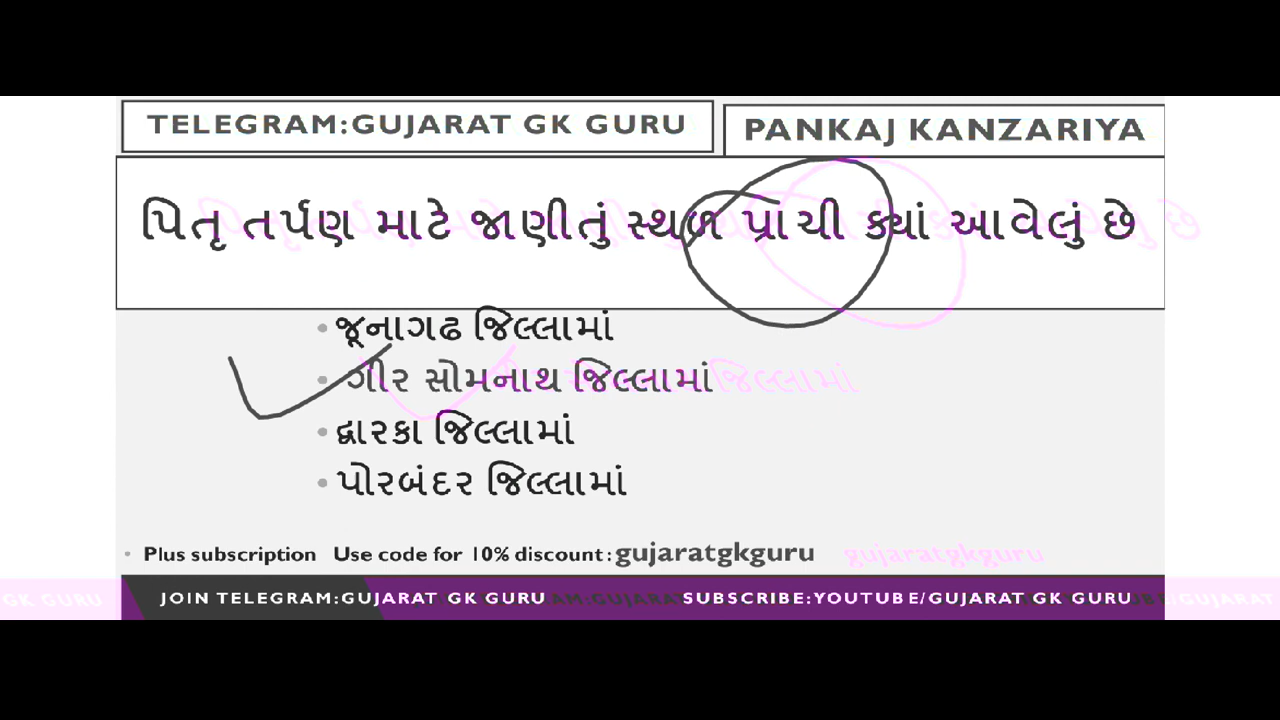 TELEGRAM:GUJARAT GK GURU
PANKAJ KANZARIYA
પિતૃ તર્પણ માટે જાણીતું સ્થળ પ્રાંચી ક્યાં આવેલું છે
• જૂનાગઢ જિલ્લામાં
• ગીર સોમનાથ જિલ્લામાં
• દ્વારકા જિલ્લામાં
• પોરબંદર જિલ્લામાં
• Plus subscription Use code for 10% discount : gujaratgkguru
JOIN TELEGRAM:GUJARAT GK GURU SUBSCRIBE:YOUTUBE/GUJARAT GK GURU